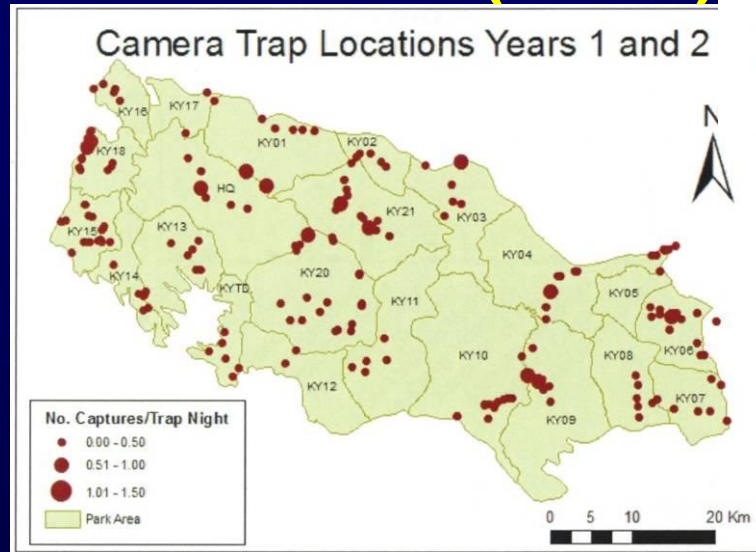 Camera Trap Locations Years 1 and 2
N
KY16
KY17
KY01
KY02
KY18
HQ
KY21
KY03
KY15
KY13
KY04
KY14
KYTD
KY20
KY11
KY05
KY06
KY10
KY08
KY12
KY07
KY09
No. Captures/Trap Night
0.00 - 0.50
0.51 - 1.00
1.01 - 1.50
Park Area
0 5 10 20 Km